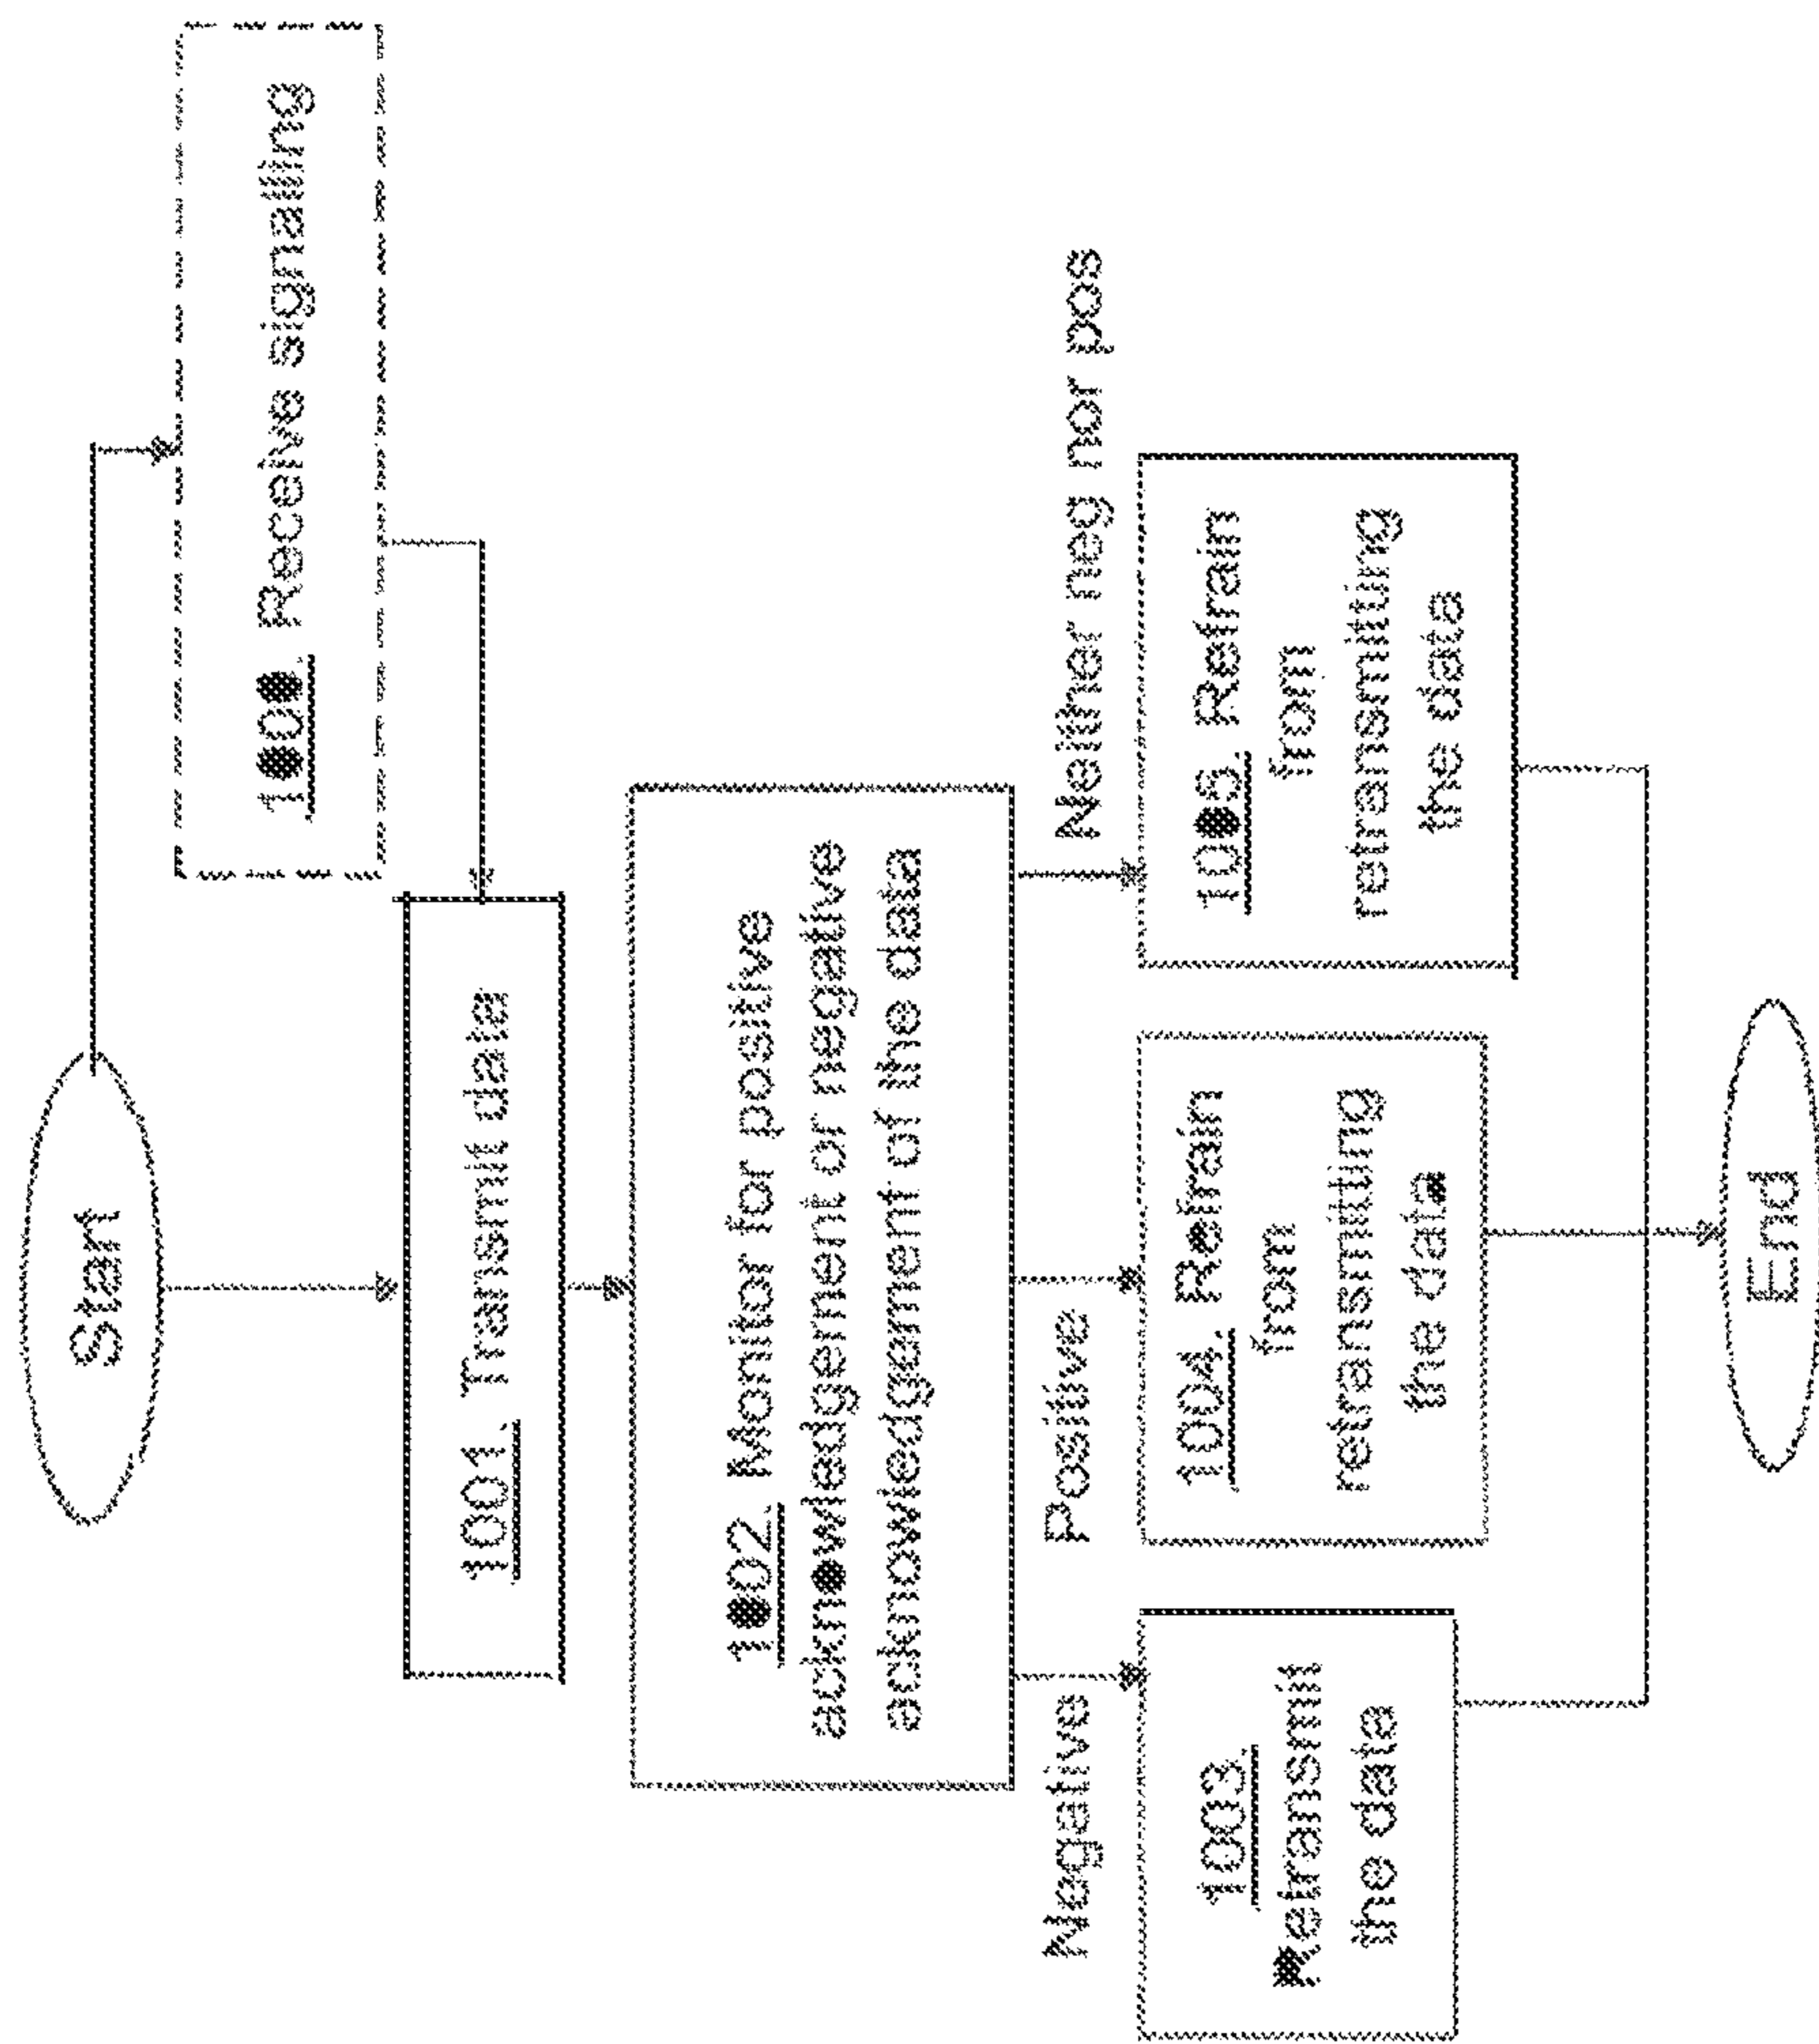 Start
1000. Receive signalling
1001. Transmit data
1002. Monitor for positive
acknowledgement or negative
acknowledgement of the data
Negative
Positive
Neither neg nor pos
1003.
Retransmit
the data
1004. Refrain
from
retransmitting
the data
1005. Refrain
from
retransmitting
the data
End